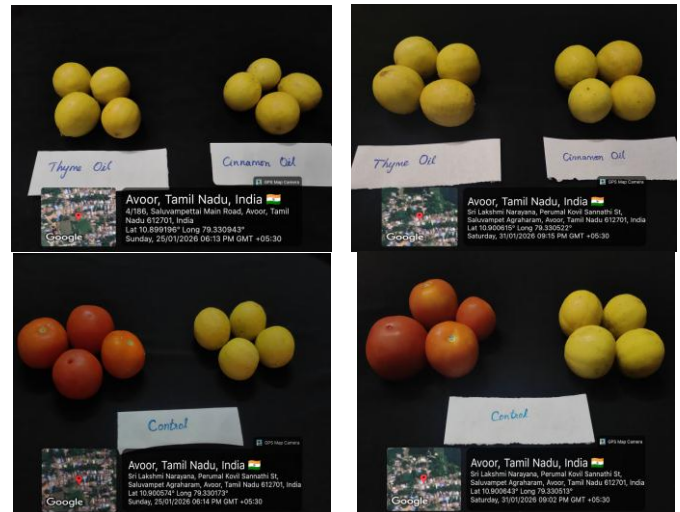 Thyme Oil
Cinnamon Oil
GPS Map Camera
Google
Avoor, Tamil Nadu, India
4/186, Saluvampettai Main Road, Avoor, Tamil
Nadu 612701, India
Lat 10.899196° Long 79.330943°
Sunday, 25/01/2026 06:13 PM GMT +05:30
Thyme Oil
Cinnamon Oil
GPS Map Camera
Google
Avoor, Tamil Nadu, India
Sri Lakshmi Narayana, Perumal Kovil Sannathi St,
Saluvampet Agraharam, Avoor, Tamil Nadu 612701, India
Lat 10.900615° Long 79.330522°
Saturday, 31/01/2026 09:15 PM GMT +05:30
Control
GPS Map Camera
Google
Avoor, Tamil Nadu, India
Sri Lakshmi Narayana, Perumal Kovil Sannathi St,
Saluvampet Agraharam, Avoor, Tamil Nadu 612701, India
Lat 10.900574° Long 79.330173°
Sunday, 25/01/2026 06:14 PM GMT +05:30
Control
GPS Map Camera
Google
Avoor, Tamil Nadu, India
Sri Lakshmi Narayana, Perumal Kovil Sannathi St,
Saluvampet Agraharam, Avoor, Tamil Nadu 612701, India
Lat 10.900643° Long 79.330513°
Saturday, 31/01/2026 09:02 PM GMT +05:30